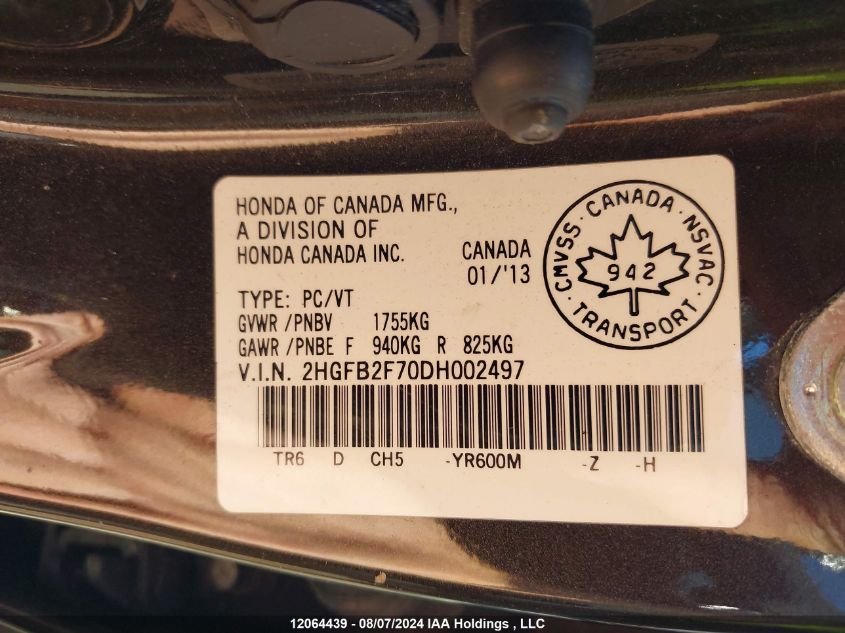 HONDA OF CANADA MFG.,
A DIVISION OF
HONDA CANADA INC.
CANADA
01/'13
CMVSS · CANADA · NSVAC · TRANSPORT ·
942
TYPE: PC/VT
GVWR /PNBV 1755KG
GAWR /PNBE F 940KG R 825KG
V.I.N. 2HGFB2F70DH002497
TR6 D CH5 -YR600M -Z -H
12064439 - 08/07/2024 IAA Holdings , LLC